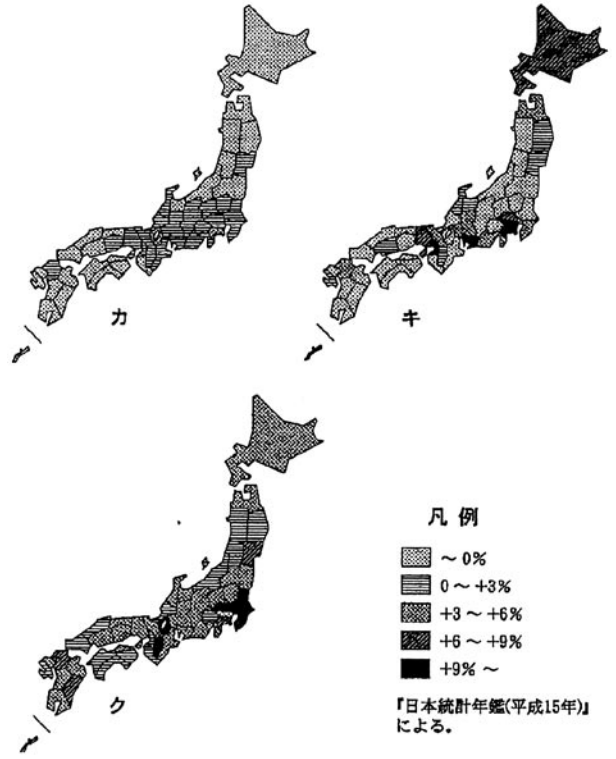 カ
キ
ク
凡 例
～ 0%
0 ～ +3%
+3 ～ +6%
+6 ～ +9%
+9% ～
『日本統計年鑑(平成15年)』
による。